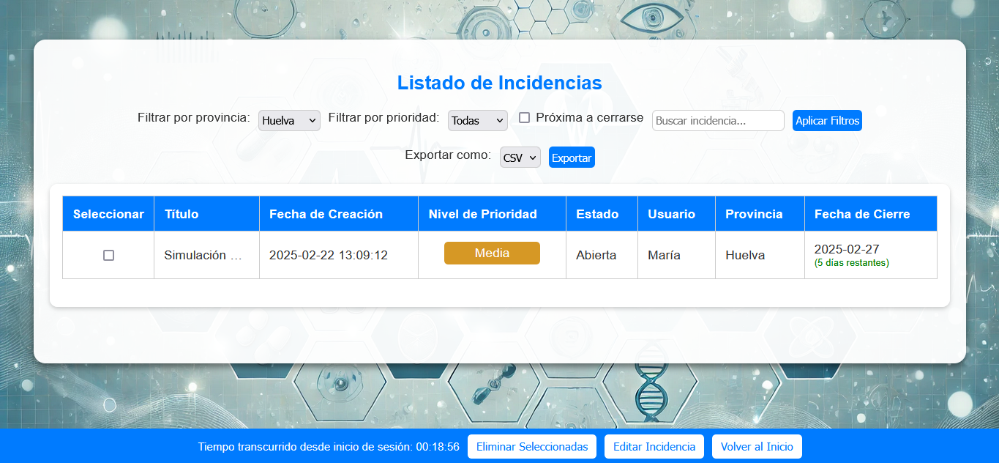 Listado de Incidencias
Filtrar por provincia: Huelva Filtrar por prioridad: Todas Próxima a cerrarse Buscar incidencia... Aplicar Filtros
Exportar como: CSV Exportar
Seleccionar Título Fecha de Creación Nivel de Prioridad Estado Usuario Provincia Fecha de Cierre
Simulación ... 2025-02-22 13:09:12 Media Abierta María Huelva 2025-02-27
(5 días restantes)
Tiempo transcurrido desde inicio de sesión: 00:18:56 Eliminar Seleccionadas Editar Incidencia Volver al Inicio